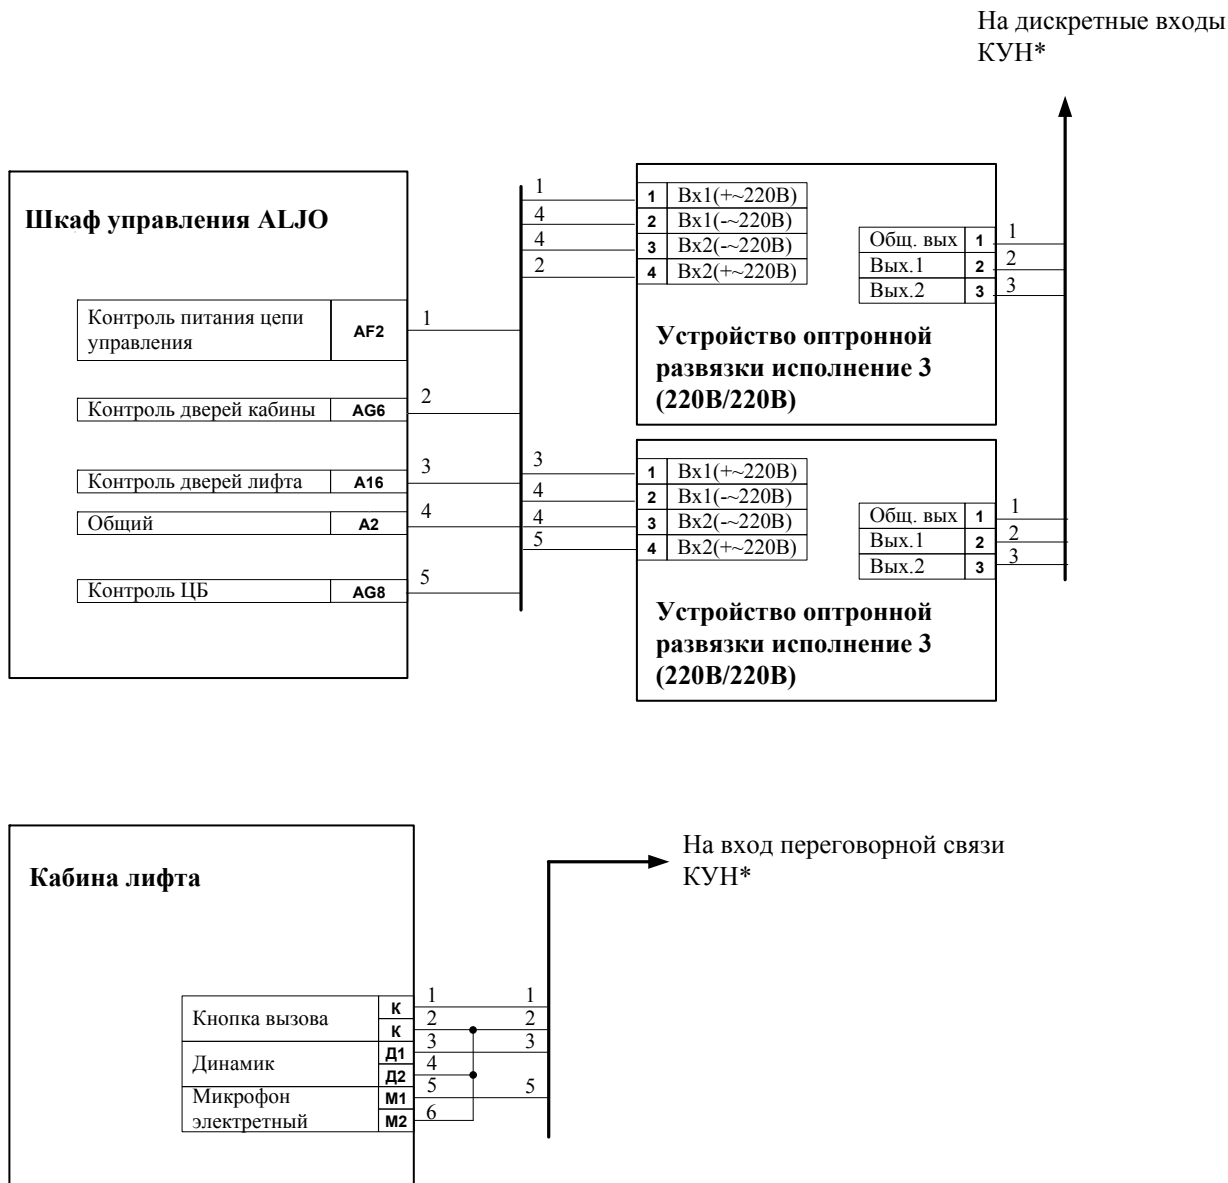 На дискретные входы
КУН*
Шкаф управления ALJO
Контроль питания цепи
управления
AF2
1
Контроль дверей кабины
AG6
2
Контроль дверей лифта
A16
3
Общий
A2
4
Контроль ЦБ
AG8
5
1
4
4
2
1 Вх1(+~220В)
2 Вх1(-~220В)
3 Вх2(-~220В)
4 Вх2(+~220В)
Общ. вых 1 1
Вых.1 2 2
Вых.2 3 3
Устройство оптронной
развязки исполнение 3
(220В/220В)
3
4
4
5
1 Вх1(+~220В)
2 Вх1(-~220В)
3 Вх2(-~220В)
4 Вх2(+~220В)
Общ. вых 1 1
Вых.1 2 2
Вых.2 3 3
Устройство оптронной
развязки исполнение 3
(220В/220В)
На вход переговорной связи
КУН*
Кабина лифта
Кнопка вызова
К 1 1
К 2 2
Динамик
Д1 3 3
Д2 4
Микрофон
электретный
М1 5 5
М2 6